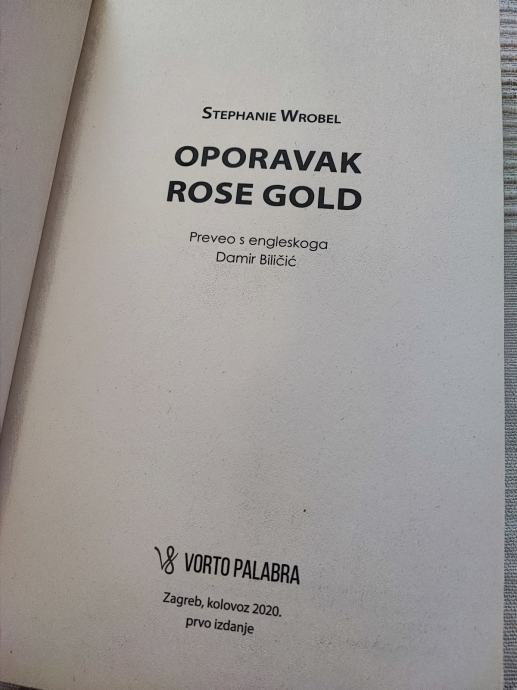 STEPHANIE WROBEL
OPORAVAK
ROSE GOLD
Preveo s engleskoga
Damir Biličić
VORTO PALABRA
Zagreb, kolovoz 2020.
prvo izdanje